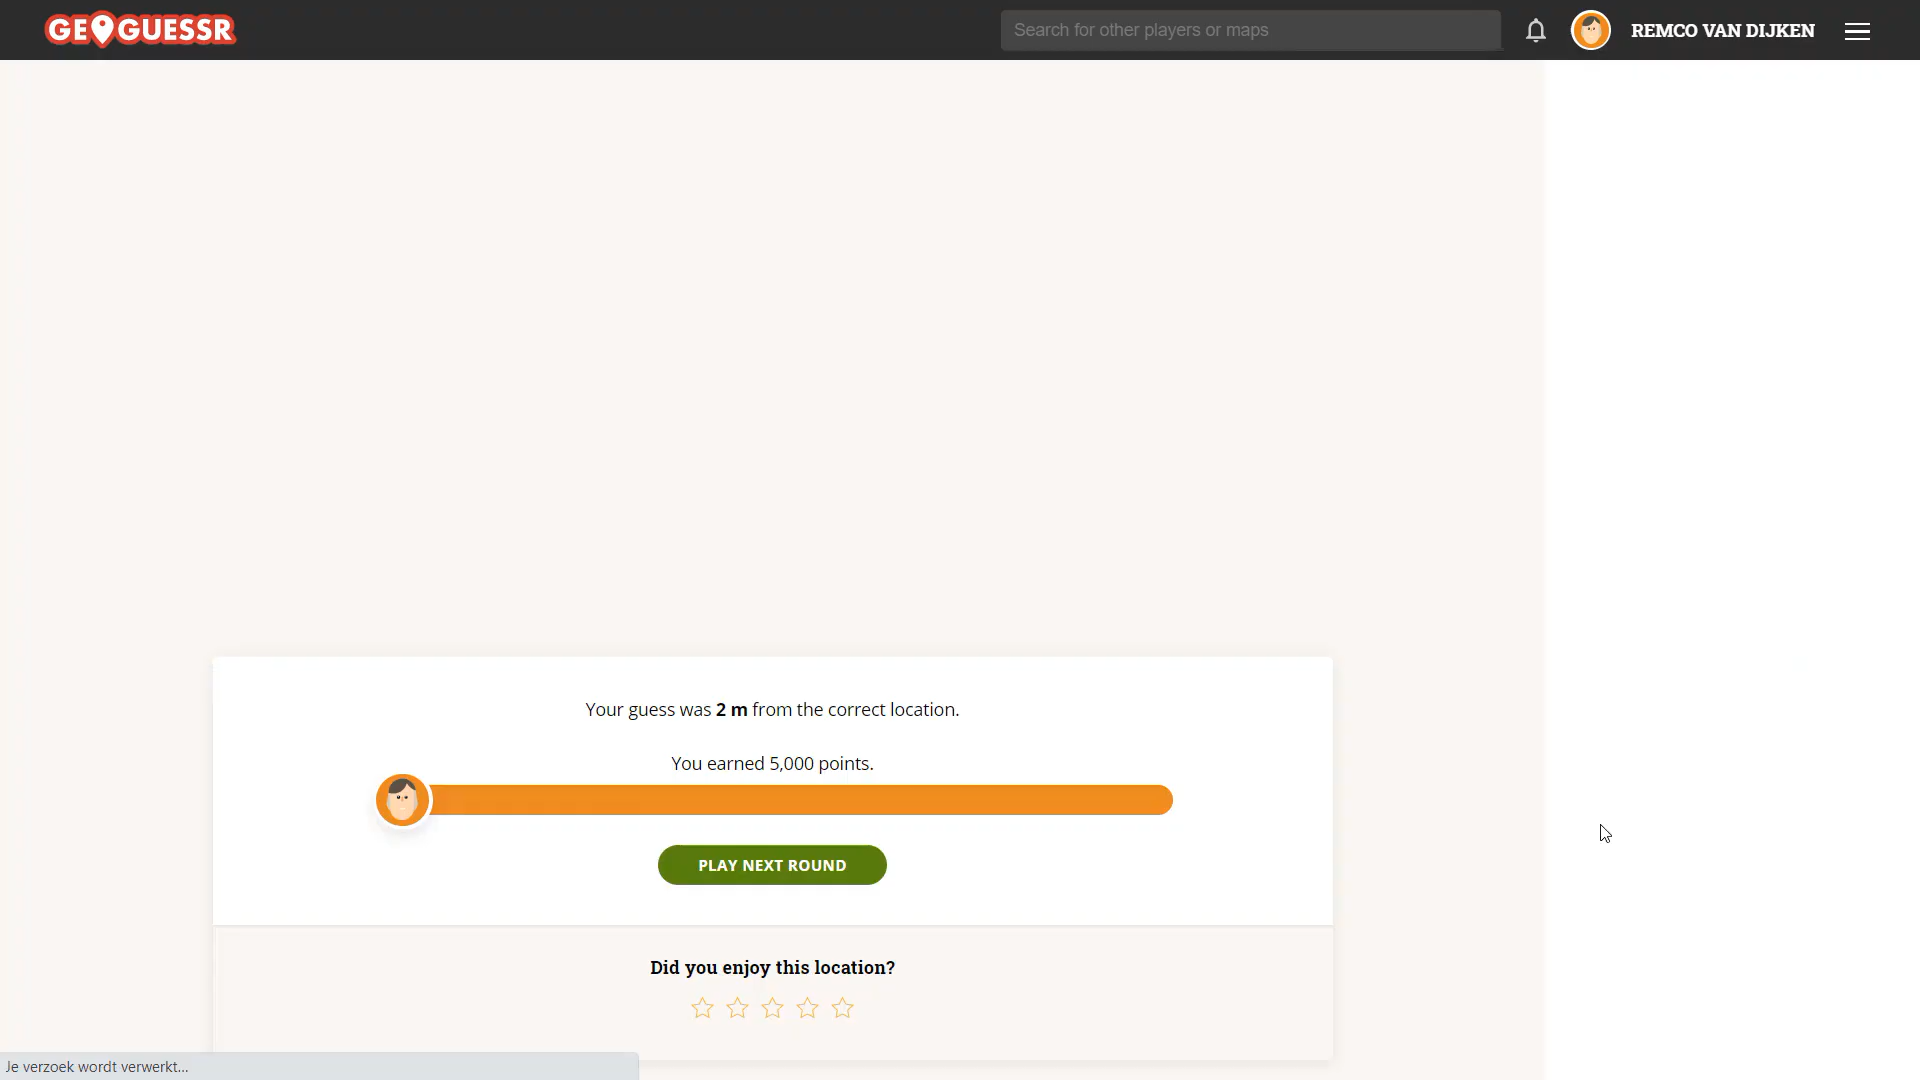 GEOGUESSR
Search for other players or maps
REMCO VAN DIJKEN
Your guess was 2 m from the correct location.
You earned 5,000 points.
PLAY NEXT ROUND
Did you enjoy this location?
Je verzoek wordt verwerkt...